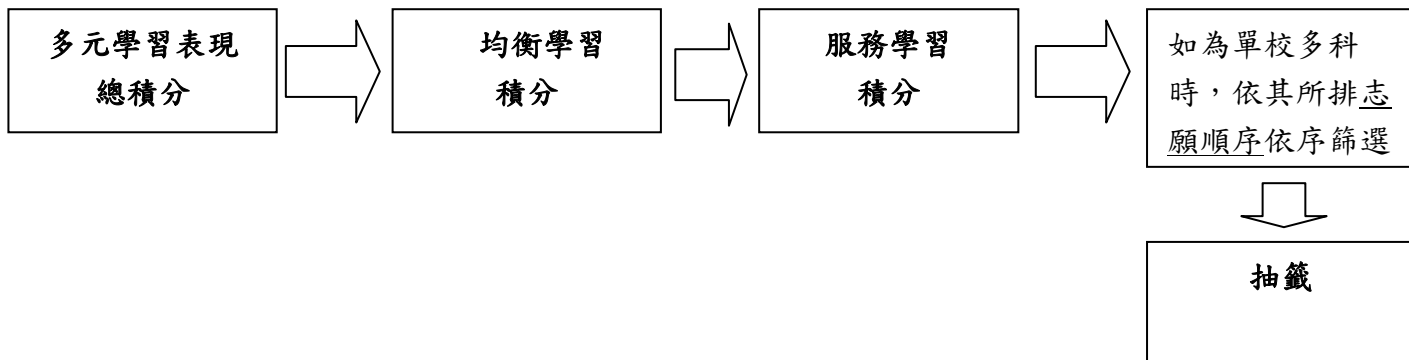 多元學習表現
總積分
均衡學習
積分
服務學習
積分
如為單校多科
時，依其所排志
願順序依序篩選
抽籤